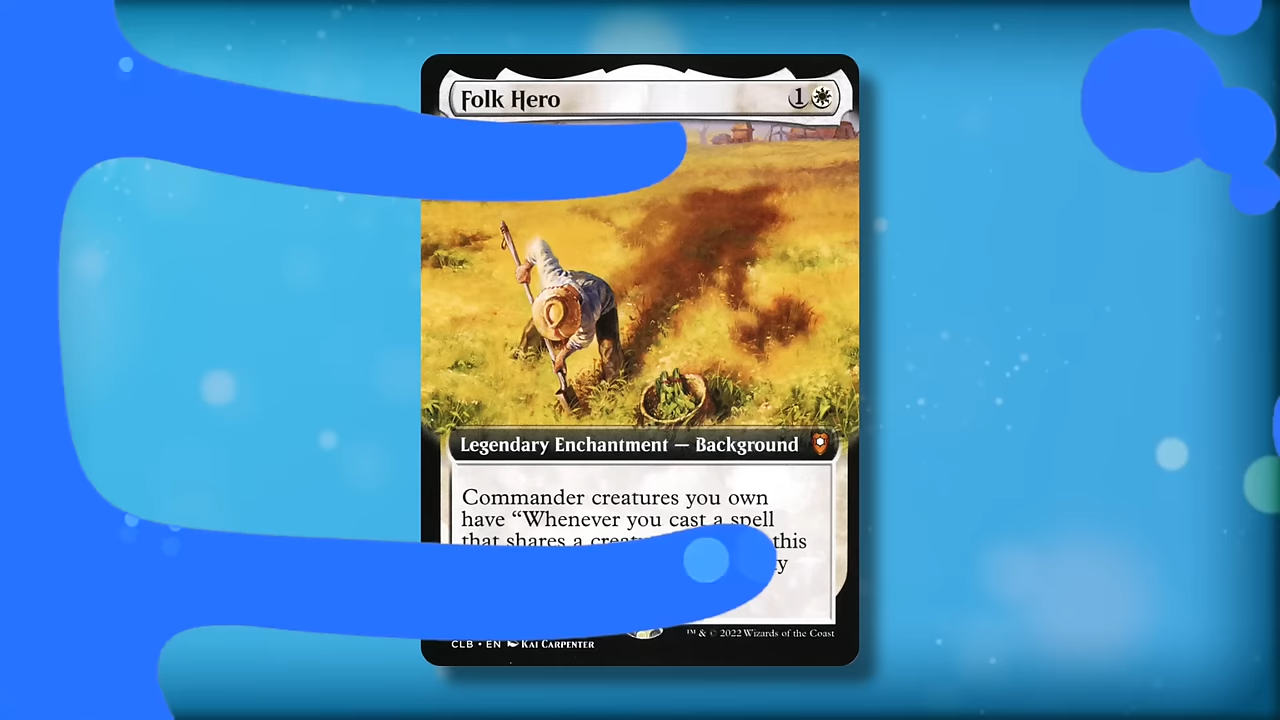 Folk Hero 1
Legendary Enchantment — Background
Commander creatures you own
have “Whenever you cast a spell
that shares a this
CLB • EN Kai Carpenter
™ & © 2022 Wizards of the Coast